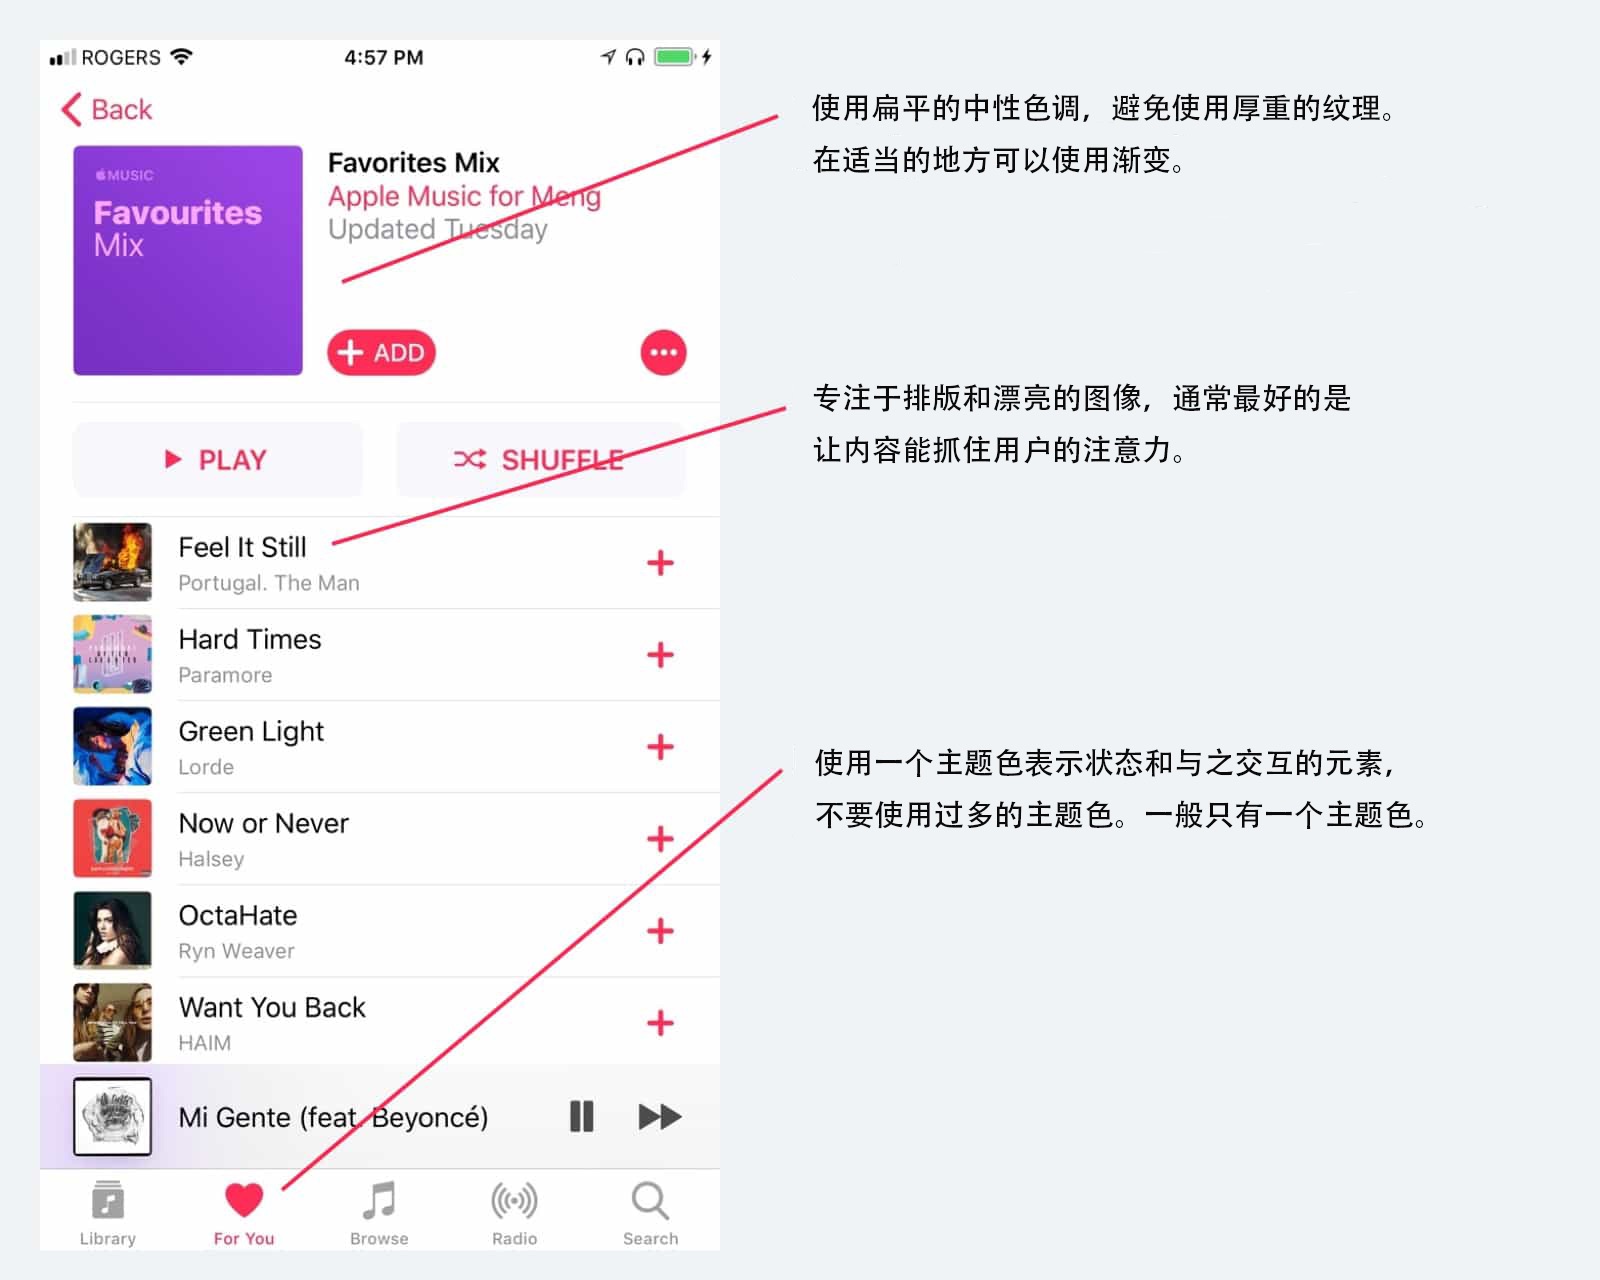 ROGERS 4:57 PM
Back
MUSIC
Favourites
Mix
Favorites Mix
Apple Music for Meng
Updated Tuesday
ADD
PLAY
SHUFFLE
Feel It Still
Portugal. The Man
Hard Times
Paramore
Green Light
Lorde
Now or Never
Halsey
OctaHate
Ryn Weaver
Want You Back
HAIM
Mi Gente (feat. Beyoncé)
Library
For You
Browse
Radio
Search
使用扁平的中性色调，避免使用厚重的纹理。
在适当的地方可以使用渐变。
专注于排版和漂亮的图像，通常最好的是
让内容能抓住用户的注意力。
使用一个主题色表示状态和与之交互的元素，
不要使用过多的主题色。一般只有一个主题色。